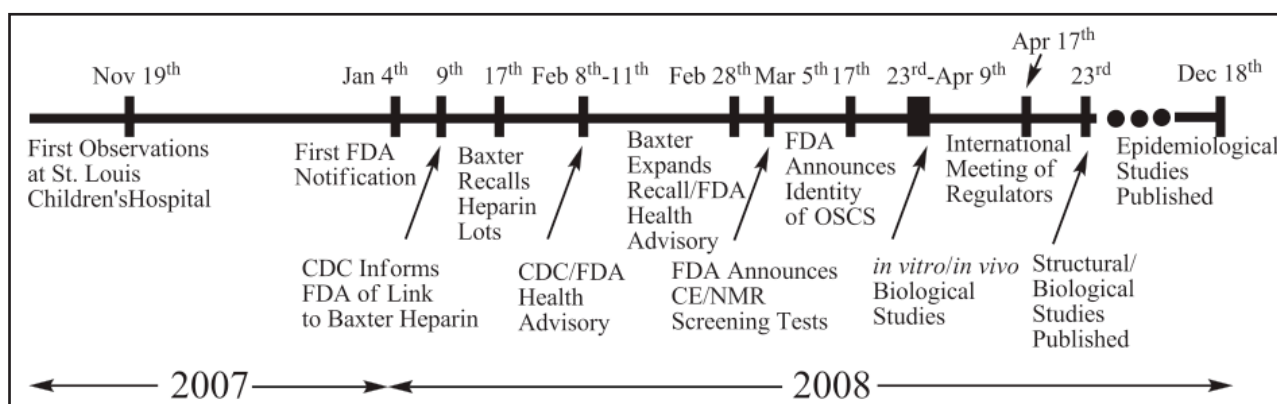 Apr 17th
Nov 19th
Jan 4th
9th
17th
Feb 8th-11th
Feb 28th
Mar 5th
17th
23rd-Apr 9th
23rd
Dec 18th
First Observations
at St. Louis
Children'sHospital
First FDA
Notification
Baxter
Recalls
Heparin
Lots
Baxter
Expands
Recall/FDA
Health
Advisory
FDA
Announces
Identity
of OSCS
International
Meeting of
Regulators
Epidemiological
Studies
Published
CDC Informs
FDA of Link
to Baxter Heparin
CDC/FDA
Health
Advisory
FDA Announces
CE/NMR
Screening Tests
in vitro/in vivo
Biological
Studies
Structural/
Biological
Studies
Published
2007
2008